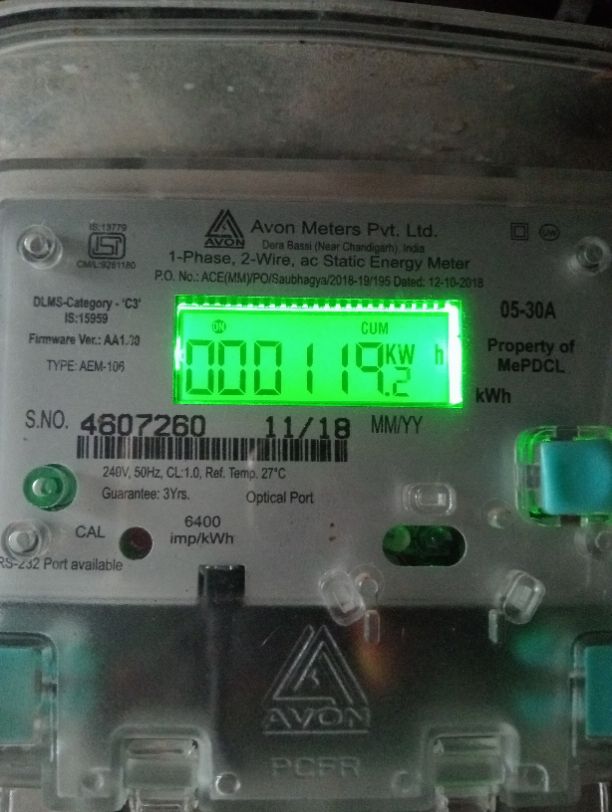 IS:13779
ISI
CM/L:9261180
AVON
Avon Meters Pvt. Ltd.
Dera Bassi (Near Chandigarh), India
1-Phase, 2-Wire, ac Static Energy Meter
P.O. No.: ACE(MM)/PO/Saubhagya/2018-19/195 Dated: 12-10-2018
DLMS-Category - 'C3'
IS:15959
Firmware Ver.: AA1.00
TYPE: AEM-106
ON
CUM
000119.2
KW h
05-30A
Property of
MePDCL
kWh
S.NO. 4607260 11/18 MM/YY
240V, 50Hz, CL:1.0, Ref. Temp. 27°C
Guarantee: 3Yrs.
Optical Port
CAL
6400
imp/kWh
RS-232 Port available
AVON